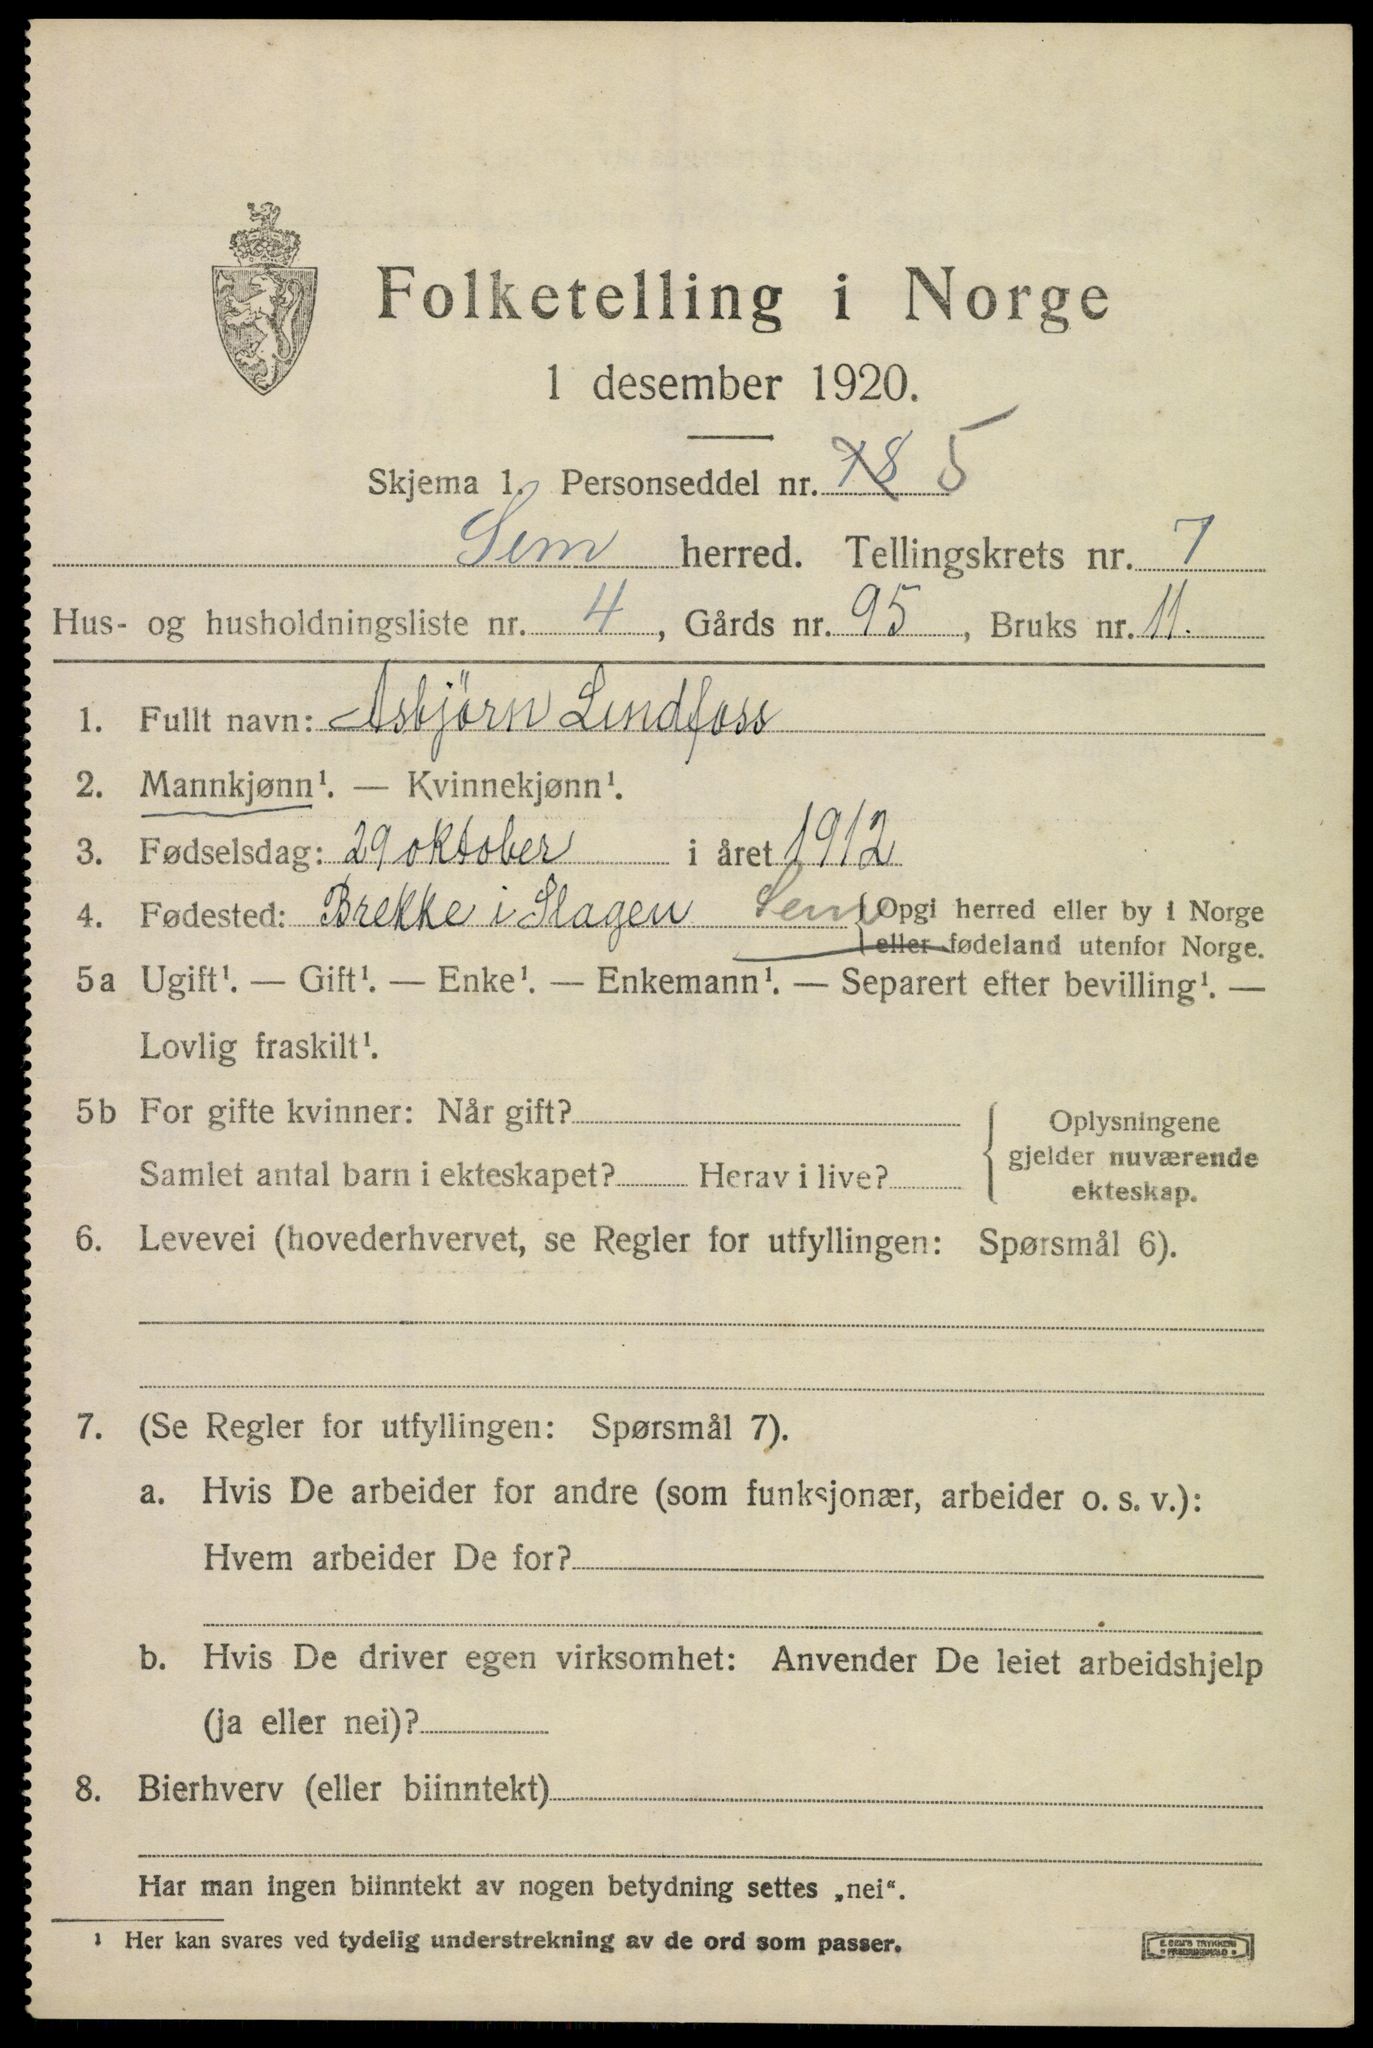 Folketelling i Norge
1 desember 1920.
Skjema 1. Personseddel nr. 78 5
Sem herred. Tellingskrets nr. 7
Hus- og husholdningsliste nr. 4, Gårds nr. 95, Bruks nr. 11.
1. Fullt navn: Asbjörn Lindfoss
2. Mannkjønn¹. — Kvinnekjønn¹.
3. Fødselsdag: 29 oktober i året 1912
4. Fødested: Brekke i Slagen Sem {Opgi herred eller by i Norge
eller fødeland utenfor Norge.
5a Ugift¹. — Gift¹. — Enke¹. — Enkemann¹. — Separert efter bevilling¹. —
Lovlig fraskilt¹.
5b For gifte kvinner: Når gift?
Samlet antal barn i ekteskapet? Herav i live?
{ Oplysningene
gjelder nuværende
ekteskap.
6. Levevei (hovederhvervet, se Regler for utfyllingen: Spørsmål 6).
7. (Se Regler for utfyllingen: Spørsmål 7).
a. Hvis De arbeider for andre (som funksjonær, arbeider o. s. v.):
Hvem arbeider De for?
b. Hvis De driver egen virksomhet: Anvender De leiet arbeidshjelp
(ja eller nei)?
8. Bierhverv (eller biinntekt)
Har man ingen biinntekt av nogen betydning settes „nei“.
¹ Her kan svares ved tydelig understrekning av de ord som passer.
E. SEM'S TRYKKERI
• FREDRIKSHALD •